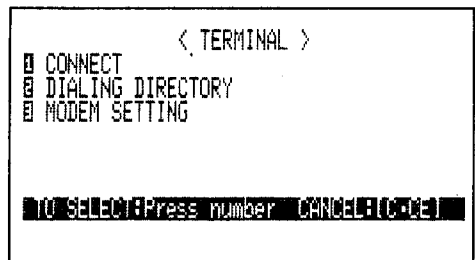 < TERMINAL >
1 CONNECT
2 DIALING DIRECTORY
3 MODEM SETTING
TO SELECT:Press number CANCEL:[C•CE]